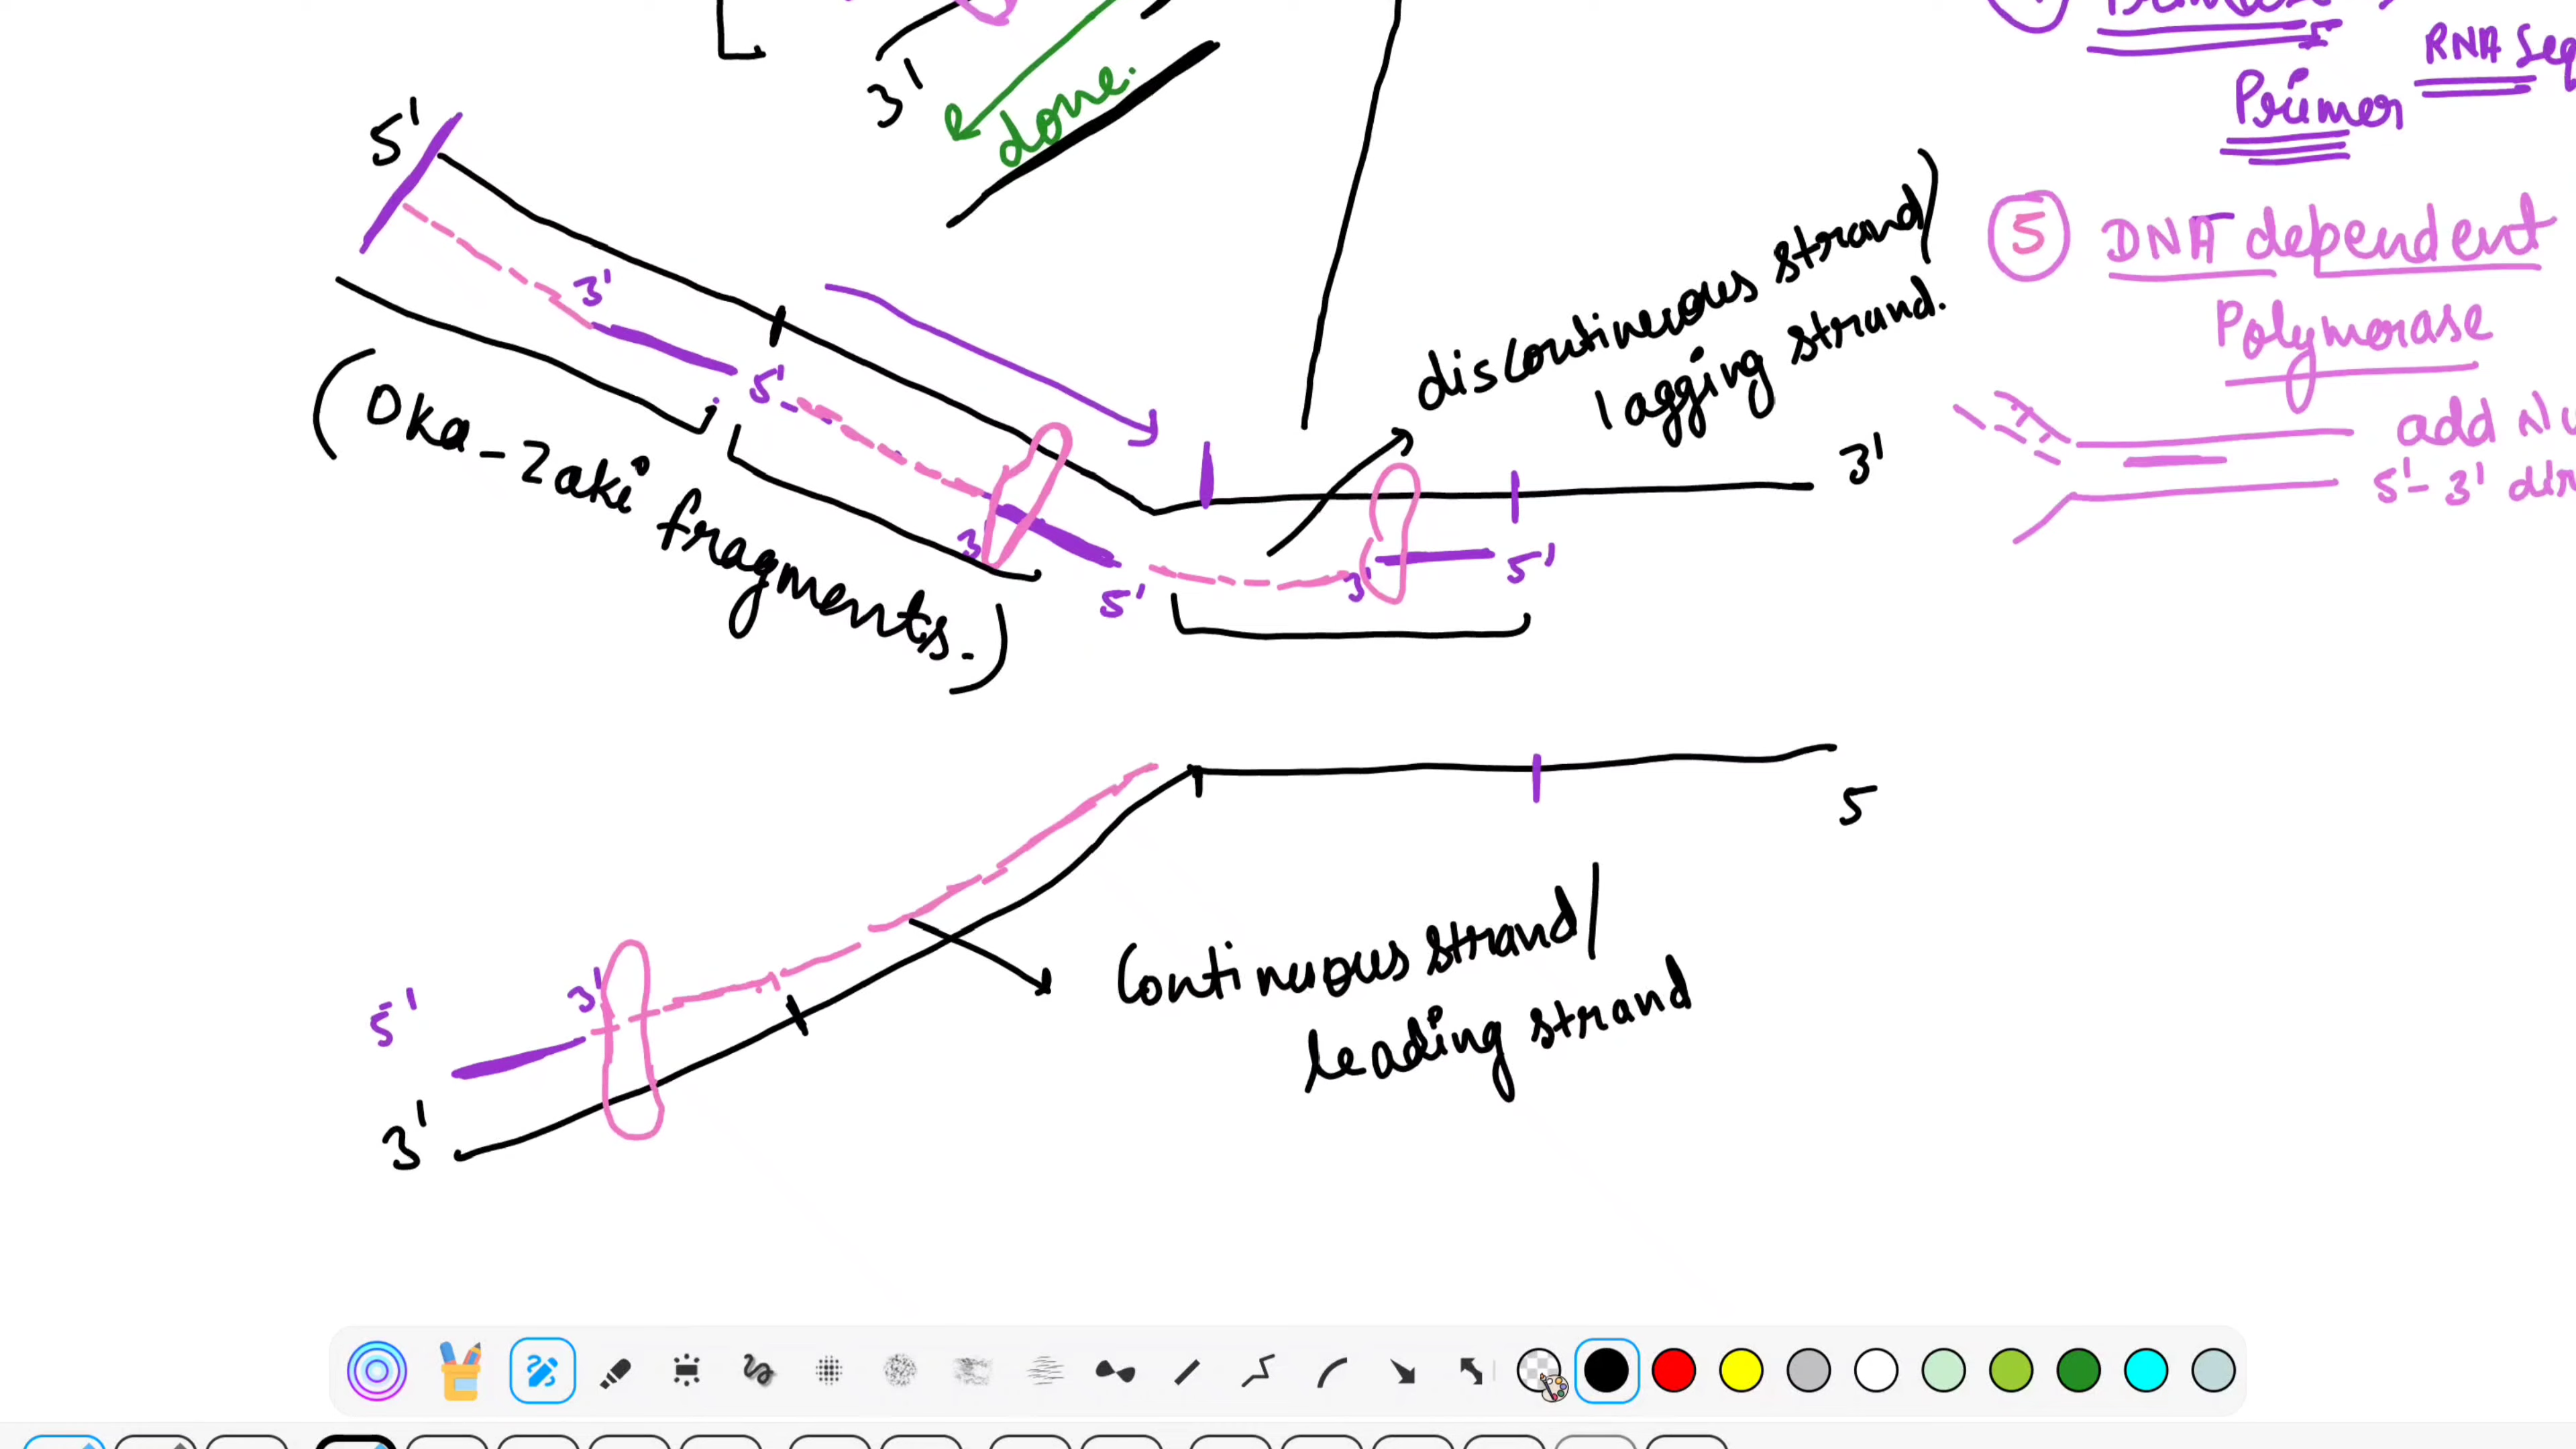 3'
done.
RNA Seq
Primer
5'
3'
5'
(Oka-Zaki fragments.)
3
5'
discontinuous strand/
lagging strand.
3'
3'
5'
5
DNA dependent
Polymerase
add Nu
5'-3' dir
5
Continuous strand/
leading strand
5'
3'
3'